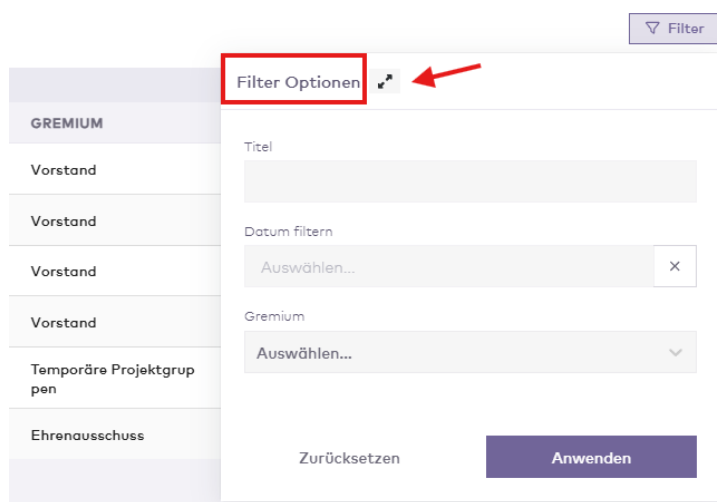 Filter
Filter Optionen
GREMIUM
Vorstand
Vorstand
Vorstand
Vorstand
Temporäre Projektgrup
pen
Ehrenausschuss
Titel
Datum filtern
Auswählen...
Gremium
Auswählen...
Zurücksetzen
Anwenden